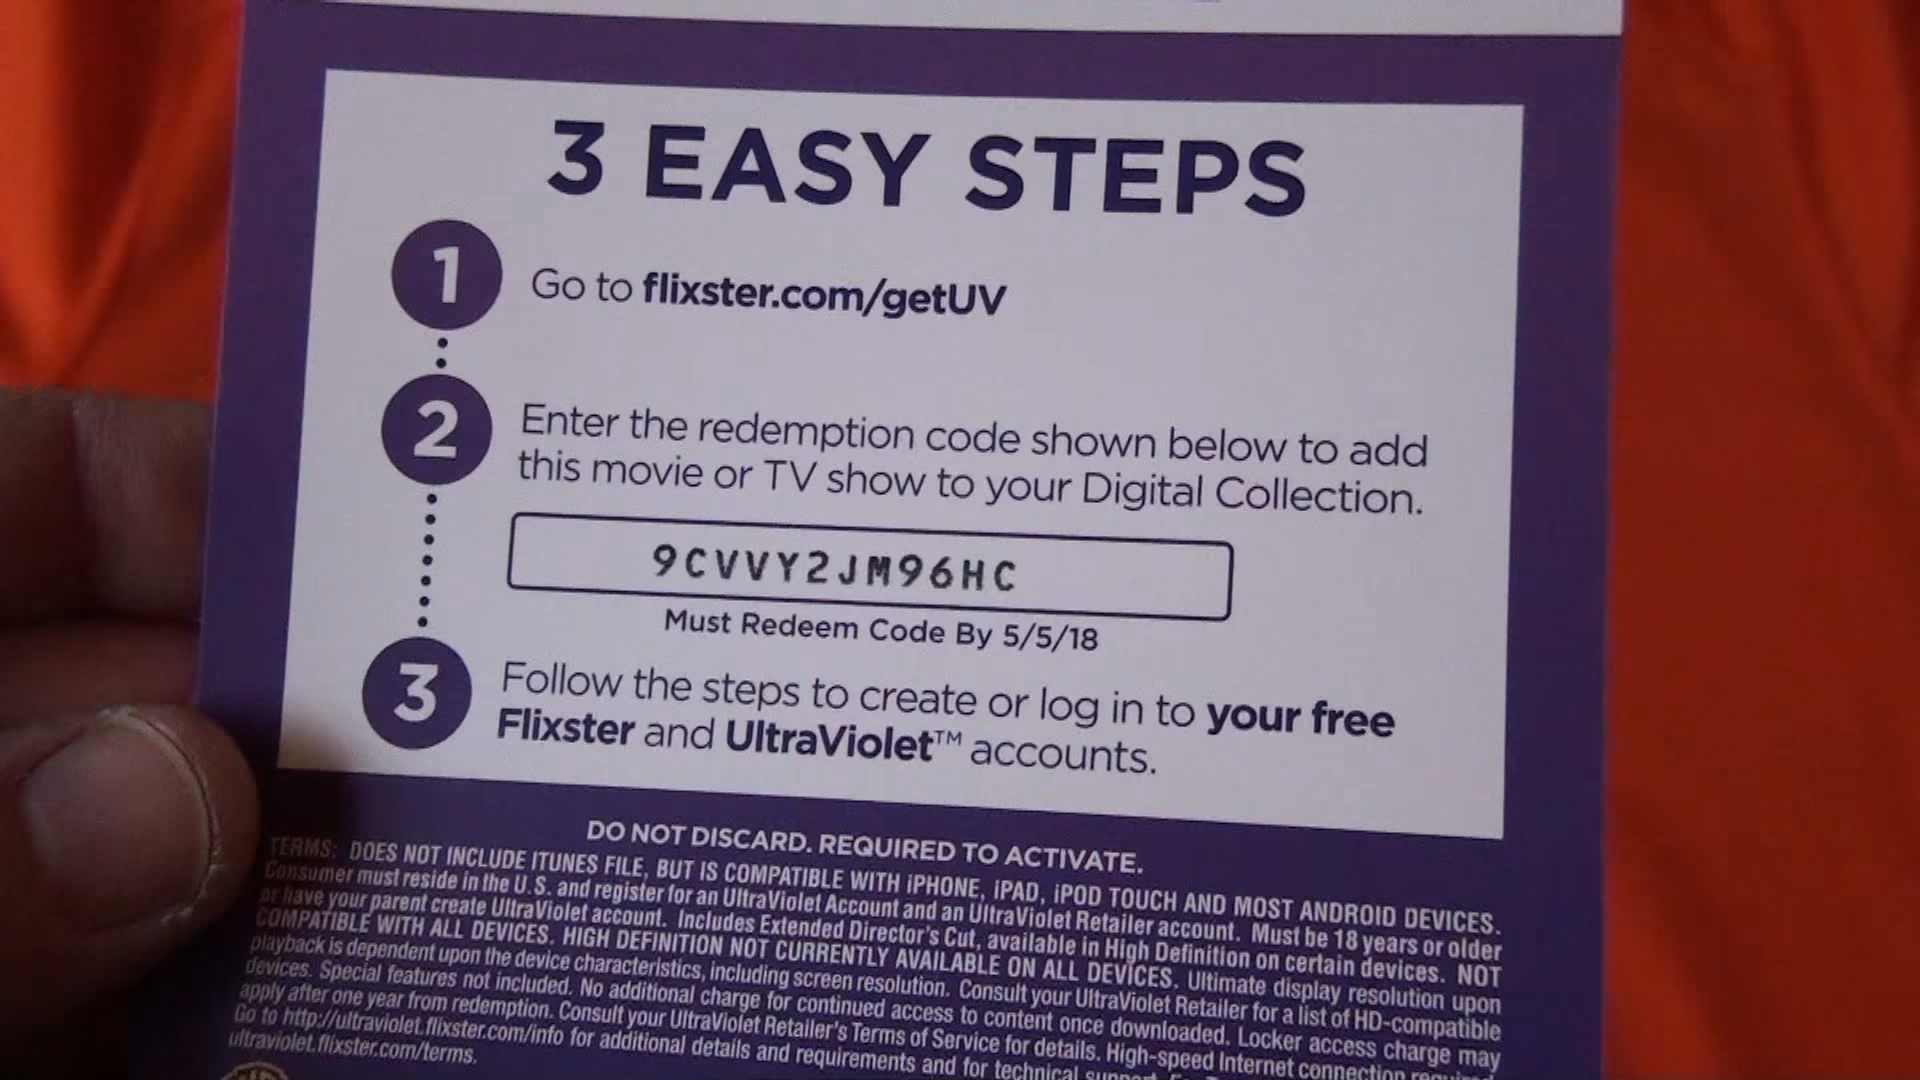 3 EASY STEPS
1
Go to flixster.com/getUV
2
Enter the redemption code shown below to add
this movie or TV show to your Digital Collection.
9CVVY2JM96HC
Must Redeem Code By 5/5/18
3
Follow the steps to create or log in to your free
Flixster and UltraViolet™ accounts.
DO NOT DISCARD. REQUIRED TO ACTIVATE.
TERMS: DOES NOT INCLUDE ITUNES FILE, BUT IS COMPATIBLE WITH iPHONE, iPAD, iPOD TOUCH AND MOST ANDROID DEVICES.
Consumer must reside in the U.S. and register for an UltraViolet Account and an UltraViolet Retailer account. Must be 18 years or older
or have your parent create UltraViolet account. Includes Extended Director's Cut, available in High Definition on certain devices. NOT
COMPATIBLE WITH ALL DEVICES. HIGH DEFINITION NOT CURRENTLY AVAILABLE ON ALL DEVICES. Ultimate display resolution upon
playback is dependent upon the device characteristics, including screen resolution. Consult your UltraViolet Retailer for a list of HD-compatible
devices. Special features not included. No additional charge for continued access to content once downloaded. Locker access charge may
apply after one year from redemption. Consult your UltraViolet Retailer's Terms of Service for details. High-speed Internet connection
Go to http://ultraviolet.flixster.com/info for additional details and requirements and for technical
ultraviolet.flixster.com/terms.